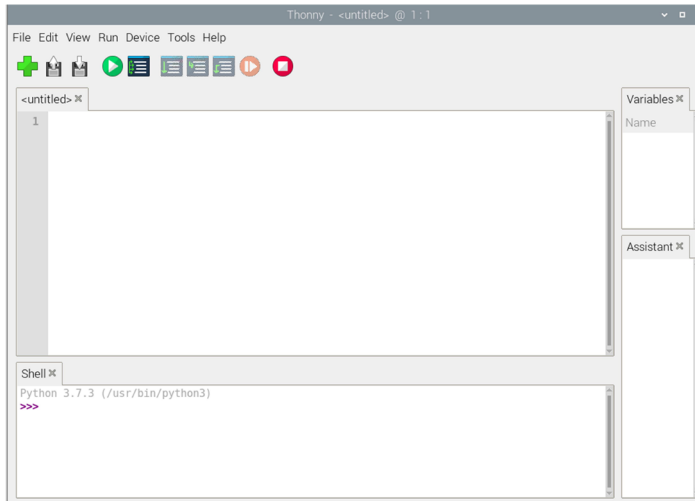 Thonny - <untitled> @ 1 : 1
File Edit View Run Device Tools Help
<untitled>
1
Variables
Name
Assistant
Shell
Python 3.7.3 (/usr/bin/python3)
>>>